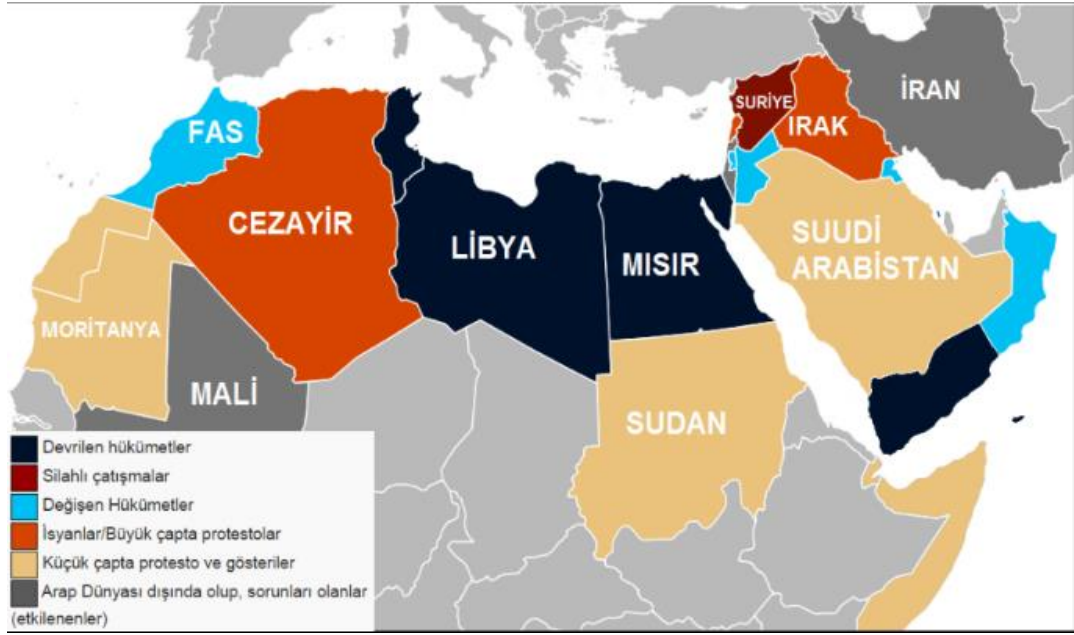 İRAN
SURİYE
IRAK
FAS
CEZAYİR
LİBYA
MISIR
SUUDİ
ARABİSTAN
MORİTANYA
MALİ
SUDAN
Devrilen hükümetler
Silahlı çatışmalar
Değişen Hükümetler
İsyanlar/Büyük çapta protestolar
Küçük çapta protesto ve gösteriler
Arap Dünyası dışında olup, sorunları olanlar
(etkilenenler)